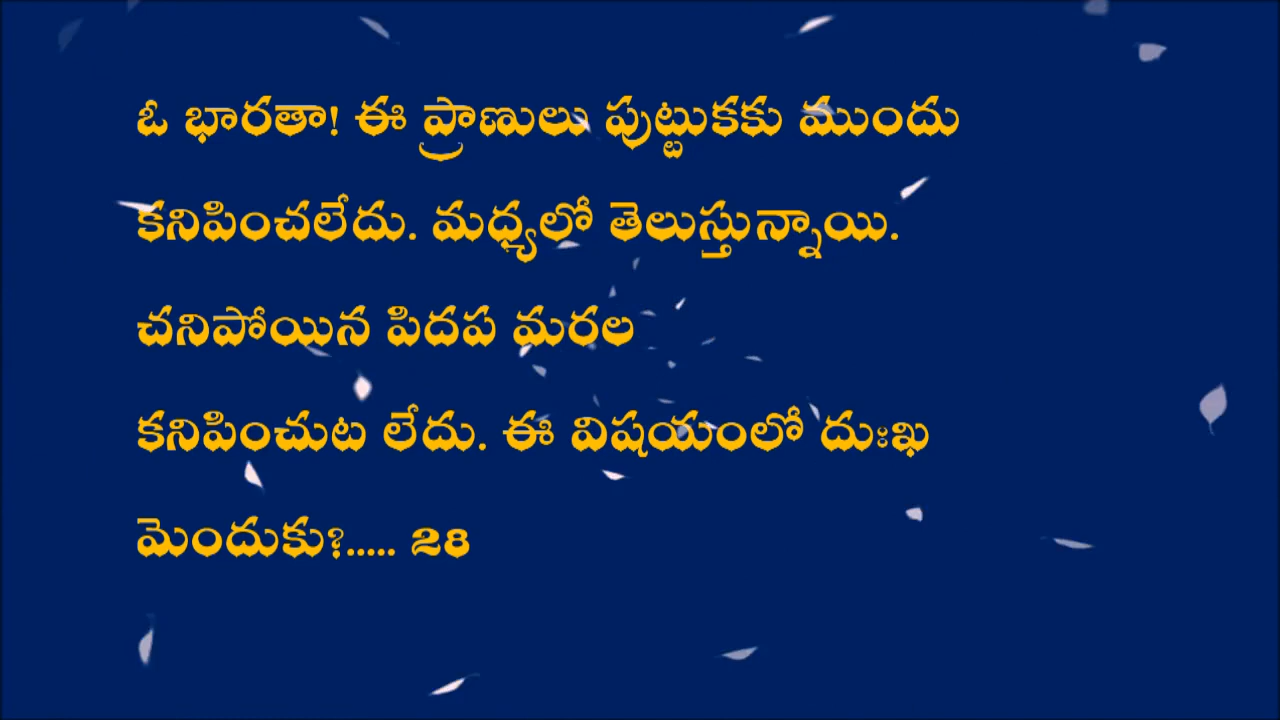 ఓ భారతా! ఈ ప్రాణులు పుట్టుకకు ముందు
కనిపించలేదు. మధ్యలో తెలుస్తున్నాయి.
చనిపోయిన పిదప మరల
కనిపించుట లేదు. ఈ విషయంలో దుఃఖ
మెందుకు?..... 28